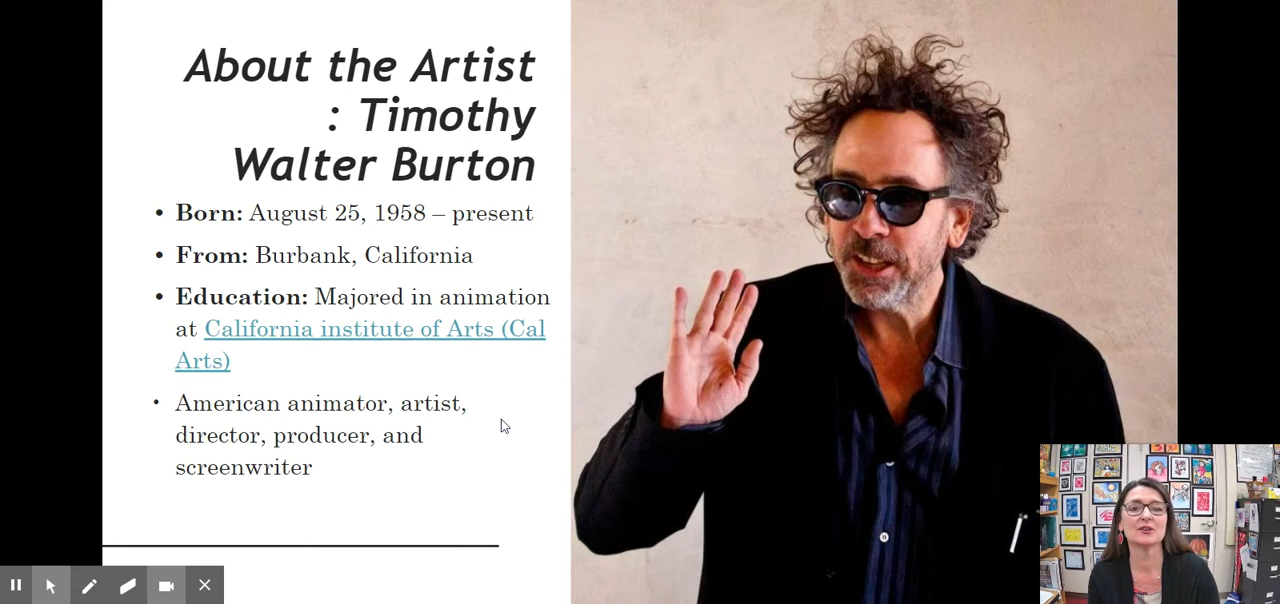 About the Artist
: Timothy
Walter Burton
• Born: August 25, 1958 – present
• From: Burbank, California
• Education: Majored in animation
at California institute of Arts (Cal
Arts)
• American animator, artist,
director, producer, and
screenwriter